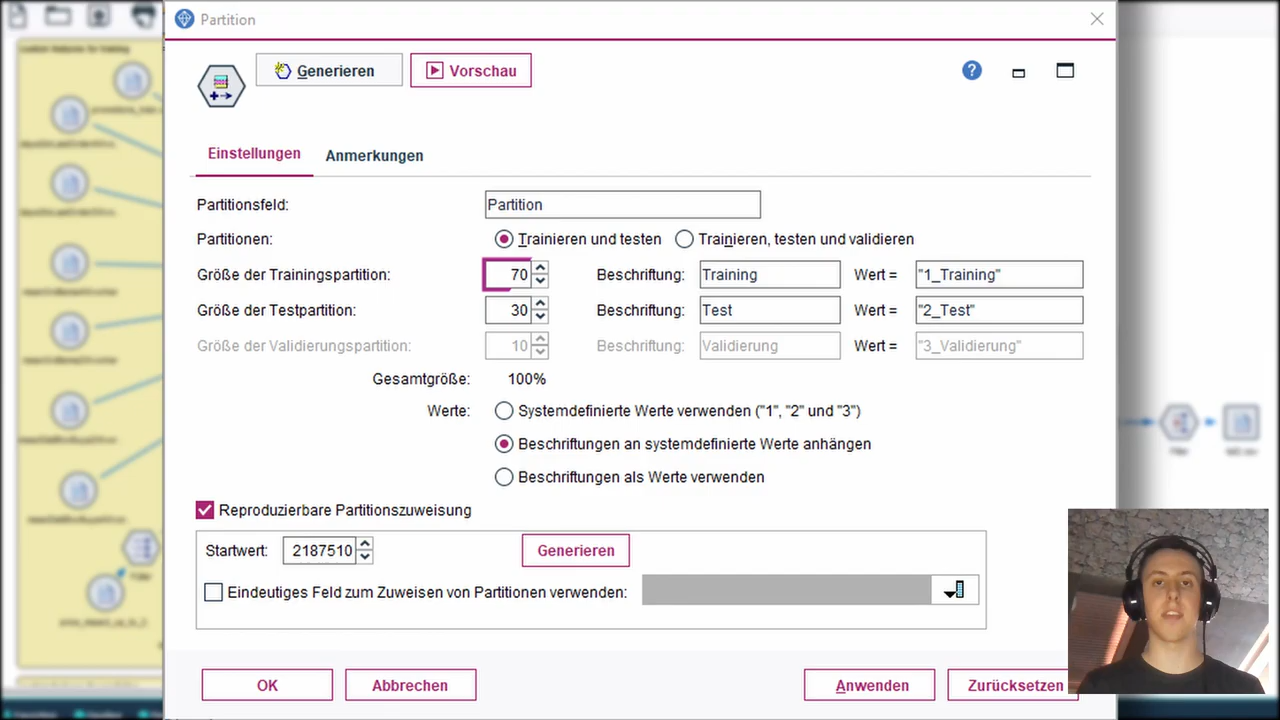 Partition
Generieren
Vorschau
Einstellungen
Anmerkungen
Partitionsfeld: Partition
Partitionen: Trainieren und testen Trainieren, testen und validieren
Größe der Trainingspartition: 70 Beschriftung: Training Wert = "1_Training"
Größe der Testpartition: 30 Beschriftung: Test Wert = "2_Test"
Größe der Validierungspartition: 10 Beschriftung: Validierung Wert = "3_Validierung"
Gesamtgröße: 100%
Werte: Systemdefinierte Werte verwenden ("1", "2" und "3")
Beschriftungen an systemdefinierte Werte anhängen
Beschriftungen als Werte verwenden
Reproduzierbare Partitionszuweisung
Startwert: 2187510 Generieren
Eindeutiges Feld zum Zuweisen von Partitionen verwenden:
OK Abbrechen Anwenden Zurücksetzen